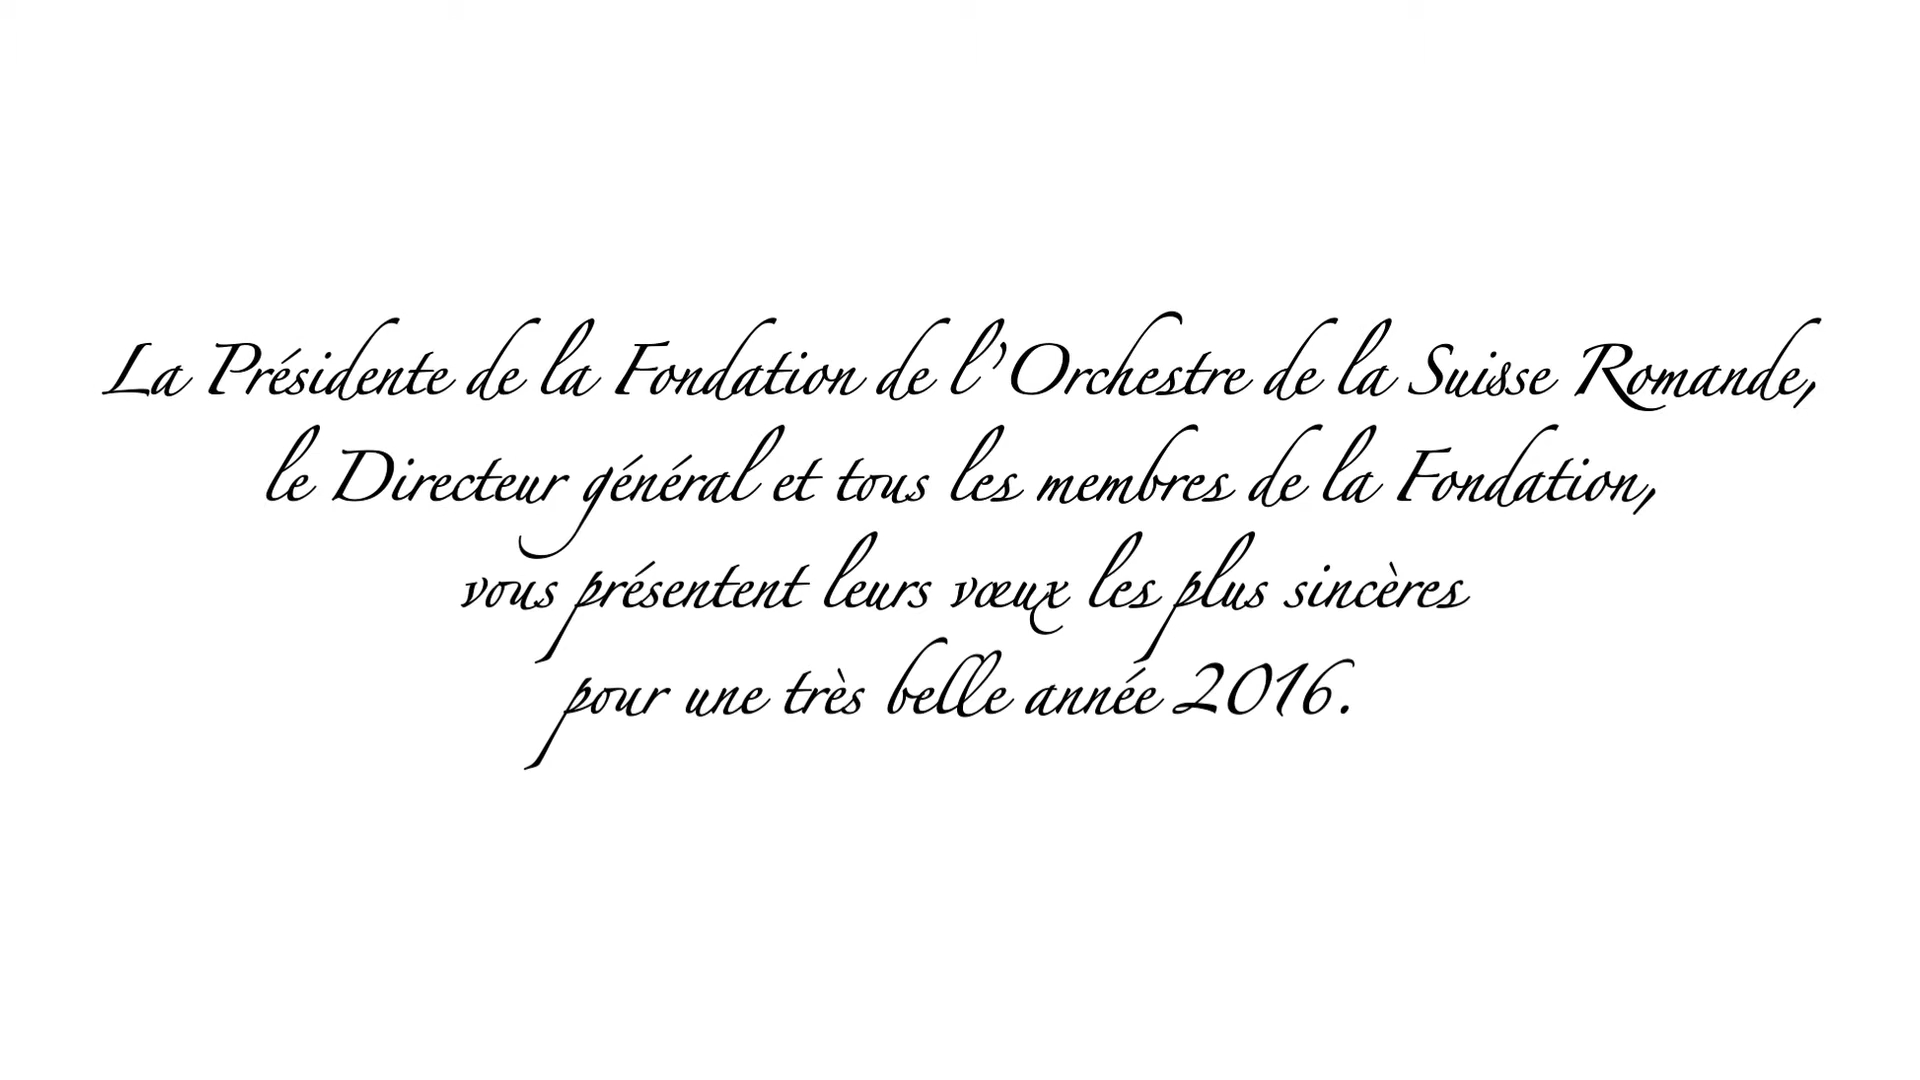 La Présidente de la Fondation de l’Orchestre de la Suisse Romande,
le Directeur général et tous les membres de la Fondation,
vous présentent leurs vœux les plus sincères
pour une très belle année 2016.